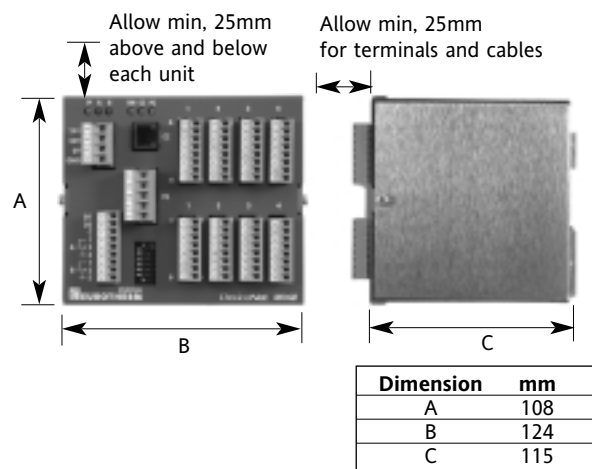 Allow min, 25mm
above and below
each unit
Allow min, 25mm
for terminals and cables
A
B
C
Dimension mm
A 108
B 124
C 115